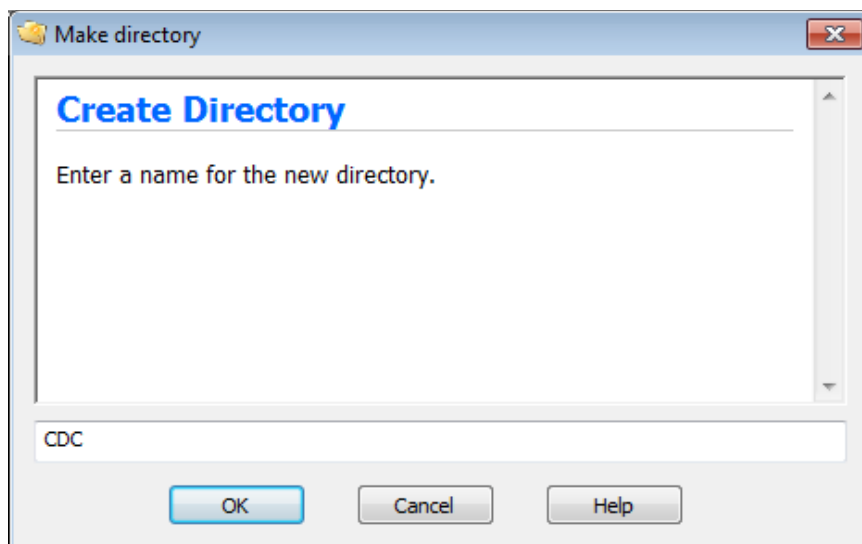 Make directory
Create Directory
Enter a name for the new directory.
CDC
OK Cancel Help